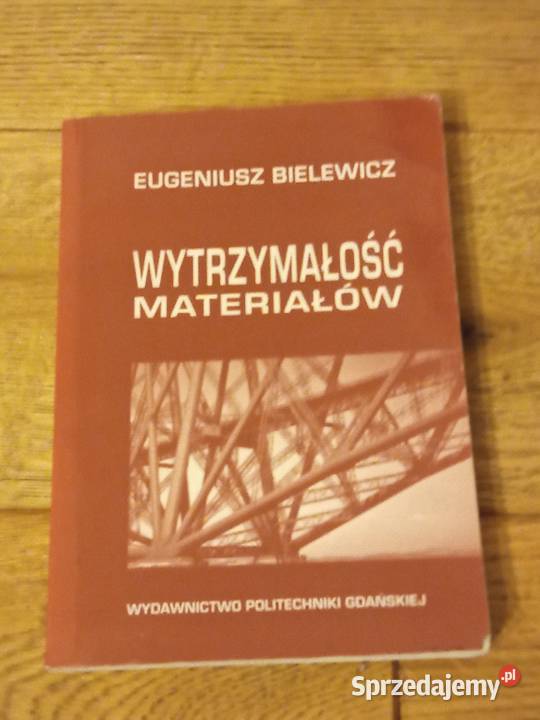 EUGENIUSZ BIELEWICZ
WYTRZYMAŁOŚĆ
MATERIAŁÓW
WYDAWNICTWO POLITECHNIKI GDAŃSKIEJ
Sprzedajemy.pl